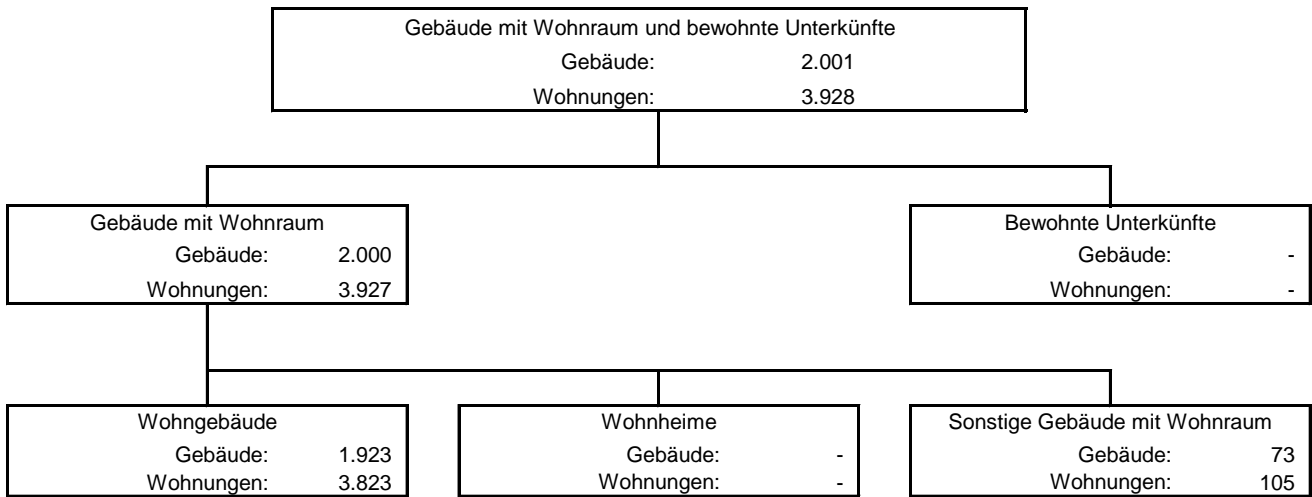 Gebäude mit Wohnraum und bewohnte Unterkünfte
Gebäude: 2.001
Wohnungen: 3.928
Gebäude mit Wohnraum
Gebäude: 2.000
Wohnungen: 3.927
Bewohnte Unterkünfte
Gebäude: -
Wohnungen: -
Wohngebäude
Gebäude: 1.923
Wohnungen: 3.823
Wohnheime
Gebäude: -
Wohnungen: -
Sonstige Gebäude mit Wohnraum
Gebäude: 73
Wohnungen: 105